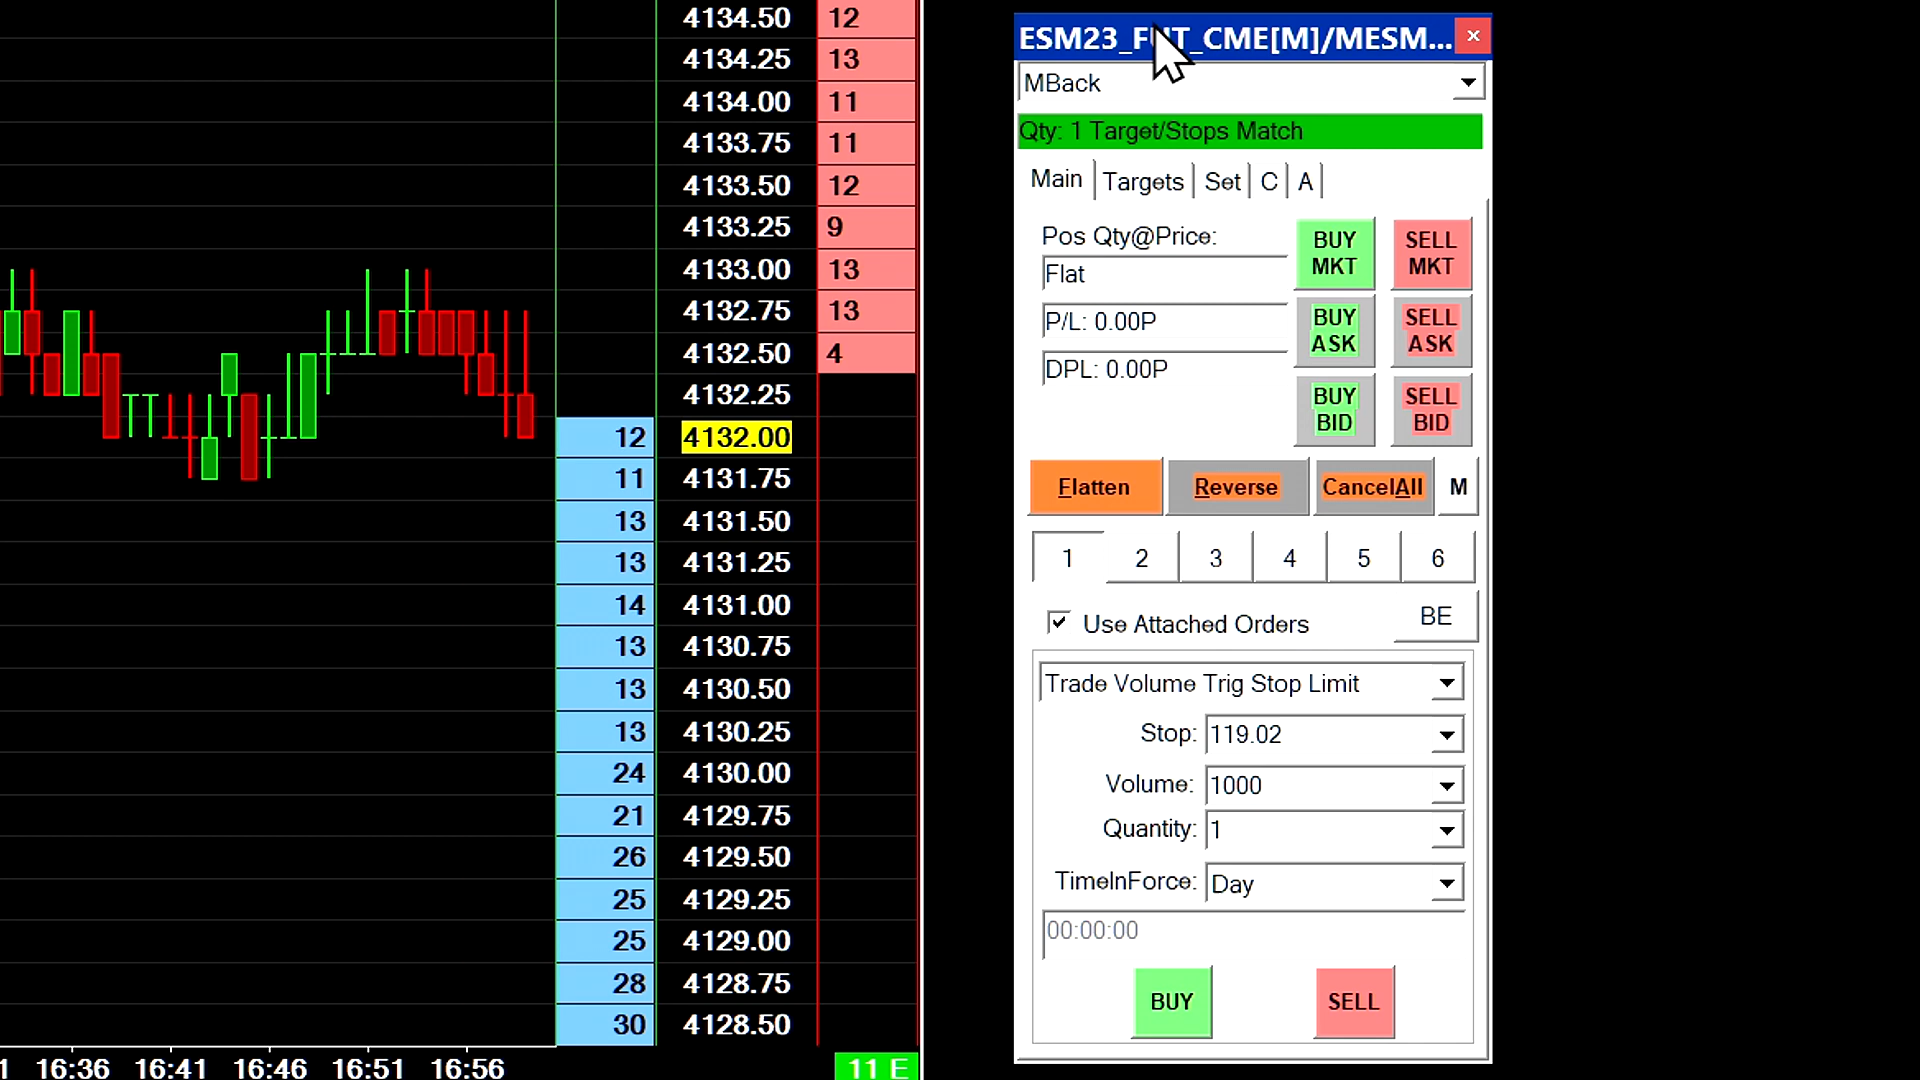 4134.50 12
4134.25 13
4134.00 11
4133.75 11
4133.50 12
4133.25 9
4133.00 13
4132.75 13
4132.50 4
4132.25
12 4132.00
11 4131.75
13 4131.50
13 4131.25
14 4131.00
13 4130.75
13 4130.50
13 4130.25
24 4130.00
21 4129.75
26 4129.50
25 4129.25
25 4129.00
28 4128.75
30 4128.50
1 16:36 16:41 16:46 16:51 16:56
11 E
ESM23_FUT_CME[M]/MESM...
MBack
Qty: 1 Target/Stops Match
Main Targets Set C A
Pos Qty@Price:
Flat
P/L: 0.00P
DPL: 0.00P
BUY
MKT
SELL
MKT
BUY
ASK
SELL
ASK
BUY
BID
SELL
BID
Flatten Reverse CancelAll M
1 2 3 4 5 6
Use Attached Orders BE
Trade Volume Trig Stop Limit
Stop: 119.02
Volume: 1000
Quantity: 1
TimeInForce: Day
00:00:00
BUY SELL